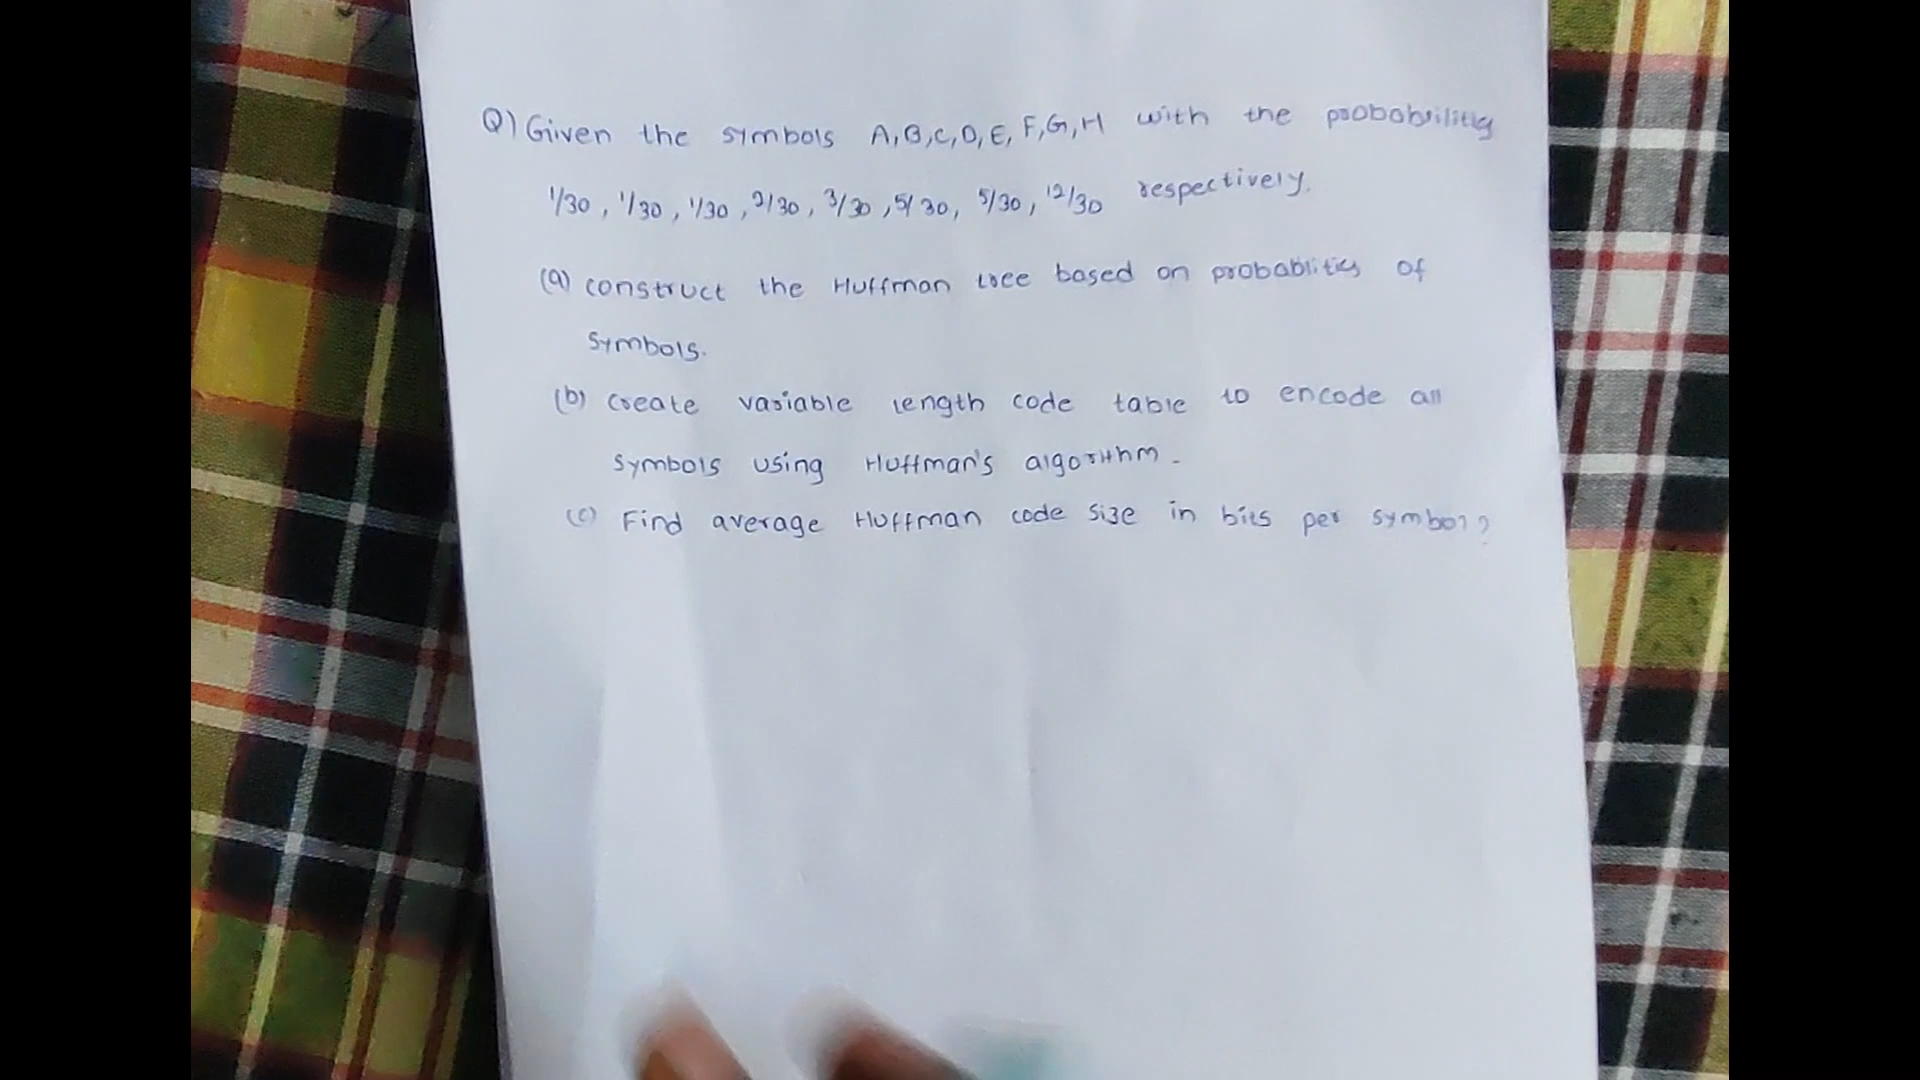 Q) Given the symbols A,B,C,D,E,F,G,H with the probabilities
1/30, 1/30, 1/30, 2/30, 3/30, 5/30, 5/30, 12/30 respectively.
(a) construct the Huffman tree based on probablities of
symbols.
(b) create variable length code table to encode all
symbols using Huffman's algorithm.
(c) Find average Huffman code size in bits per symbol?